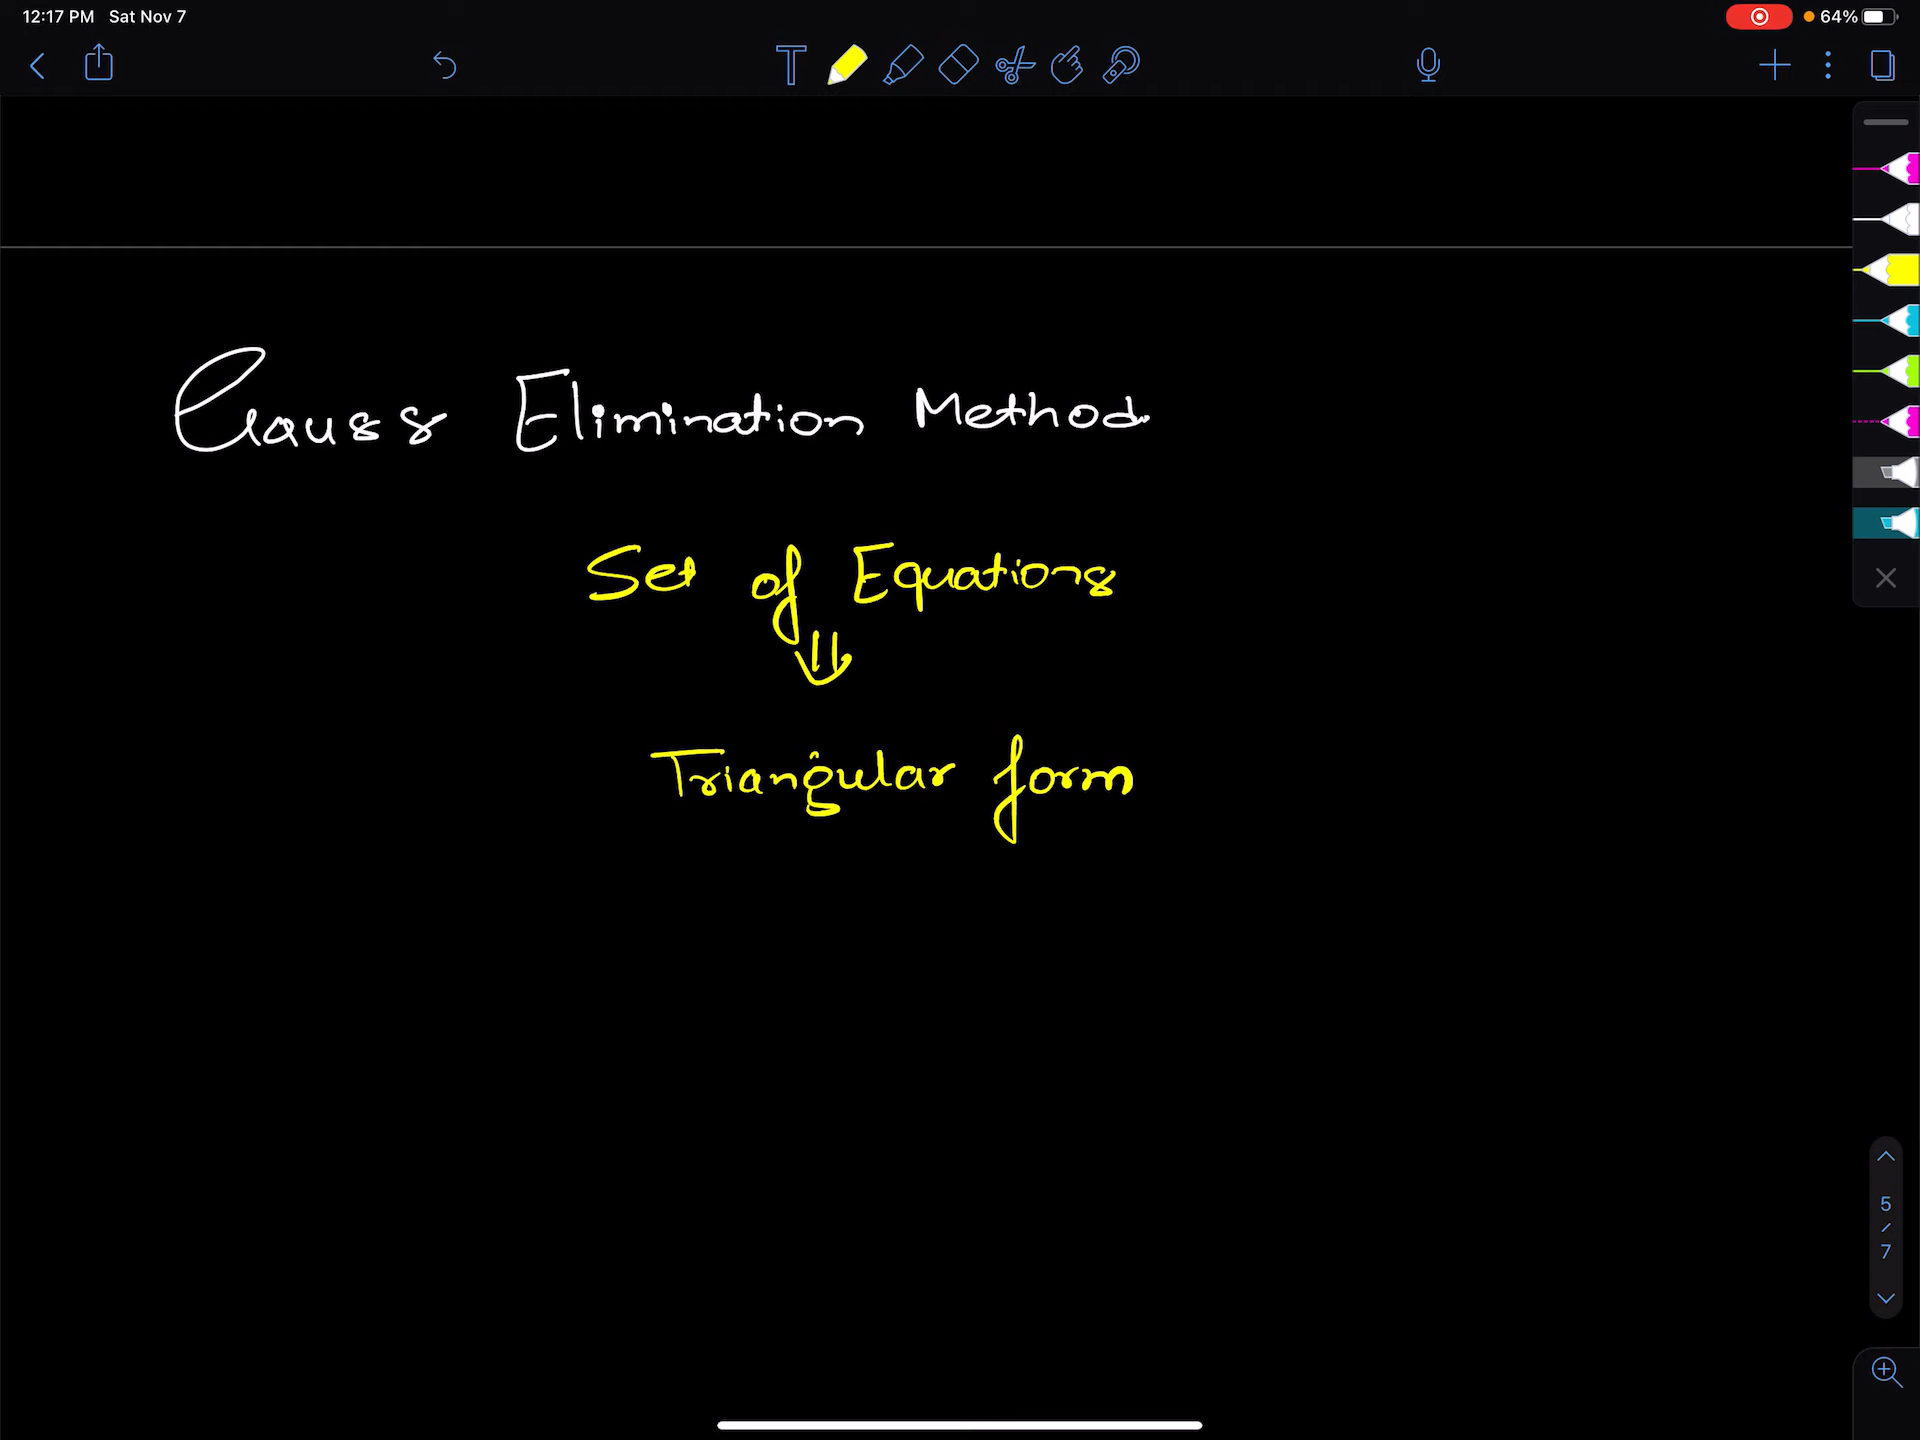 12:17 PM Sat Nov 7
64%
T
Gauss Elimination Method.
Set of Equations
Triangular form
5
/
7